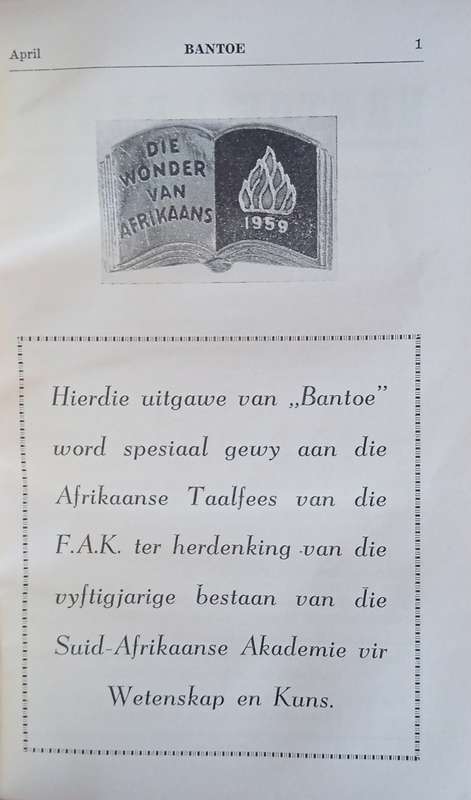 April BANTOE 1
DIE
WONDER
VAN
AFRIKAANS
1959
Hierdie uitgawe van „Bantoe”
word spesiaal gewy aan die
Afrikaanse Taalfees van die
F.A.K. ter herdenking van die
vyftigjarige bestaan van die
Suid-Afrikaanse Akademie vir
Wetenskap en Kuns.